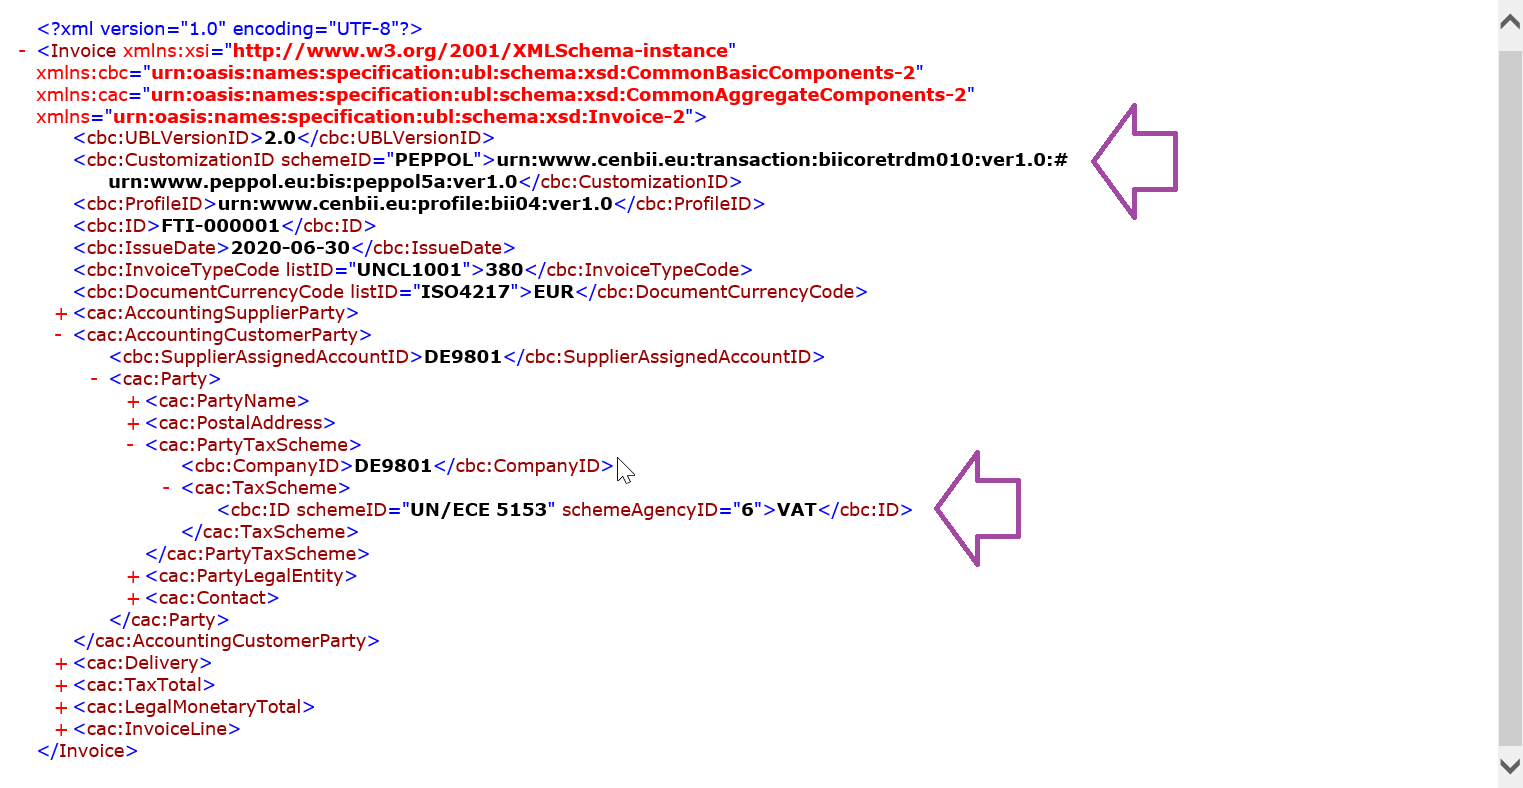 <?xml version="1.0" encoding="UTF-8"?>
- <Invoice xmlns:xsi="http://www.w3.org/2001/XMLSchema-instance"
xmlns:cbc="urn:oasis:names:specification:ubl:schema:xsd:CommonBasicComponents-2"
xmlns:cac="urn:oasis:names:specification:ubl:schema:xsd:CommonAggregateComponents-2"
xmlns="urn:oasis:names:specification:ubl:schema:xsd:Invoice-2">
<cbc:UBLVersionID>2.0</cbc:UBLVersionID>
<cbc:CustomizationID schemeID="PEPPOL">urn:www.cenbii.eu:transaction:biicoretrdm010:ver1.0:#
urn:www.peppol.eu:bis:peppol5a:ver1.0</cbc:CustomizationID>
<cbc:ProfileID>urn:www.cenbii.eu:profile:bii04:ver1.0</cbc:ProfileID>
<cbc:ID>FTI-000001</cbc:ID>
<cbc:IssueDate>2020-06-30</cbc:IssueDate>
<cbc:InvoiceTypeCode listID="UNCL1001">380</cbc:InvoiceTypeCode>
<cbc:DocumentCurrencyCode listID="ISO4217">EUR</cbc:DocumentCurrencyCode>
+ <cac:AccountingSupplierParty>
- <cac:AccountingCustomerParty>
<cbc:SupplierAssignedAccountID>DE9801</cbc:SupplierAssignedAccountID>
- <cac:Party>
+ <cac:PartyName>
+ <cac:PostalAddress>
- <cac:PartyTaxScheme>
<cbc:CompanyID>DE9801</cbc:CompanyID>
- <cac:TaxScheme>
<cbc:ID schemeID="UN/ECE 5153" schemeAgencyID="6">VAT</cbc:ID>
</cac:TaxScheme>
</cac:PartyTaxScheme>
+ <cac:PartyLegalEntity>
+ <cac:Contact>
</cac:Party>
</cac:AccountingCustomerParty>
+ <cac:Delivery>
+ <cac:TaxTotal>
+ <cac:LegalMonetaryTotal>
+ <cac:InvoiceLine>
</Invoice>